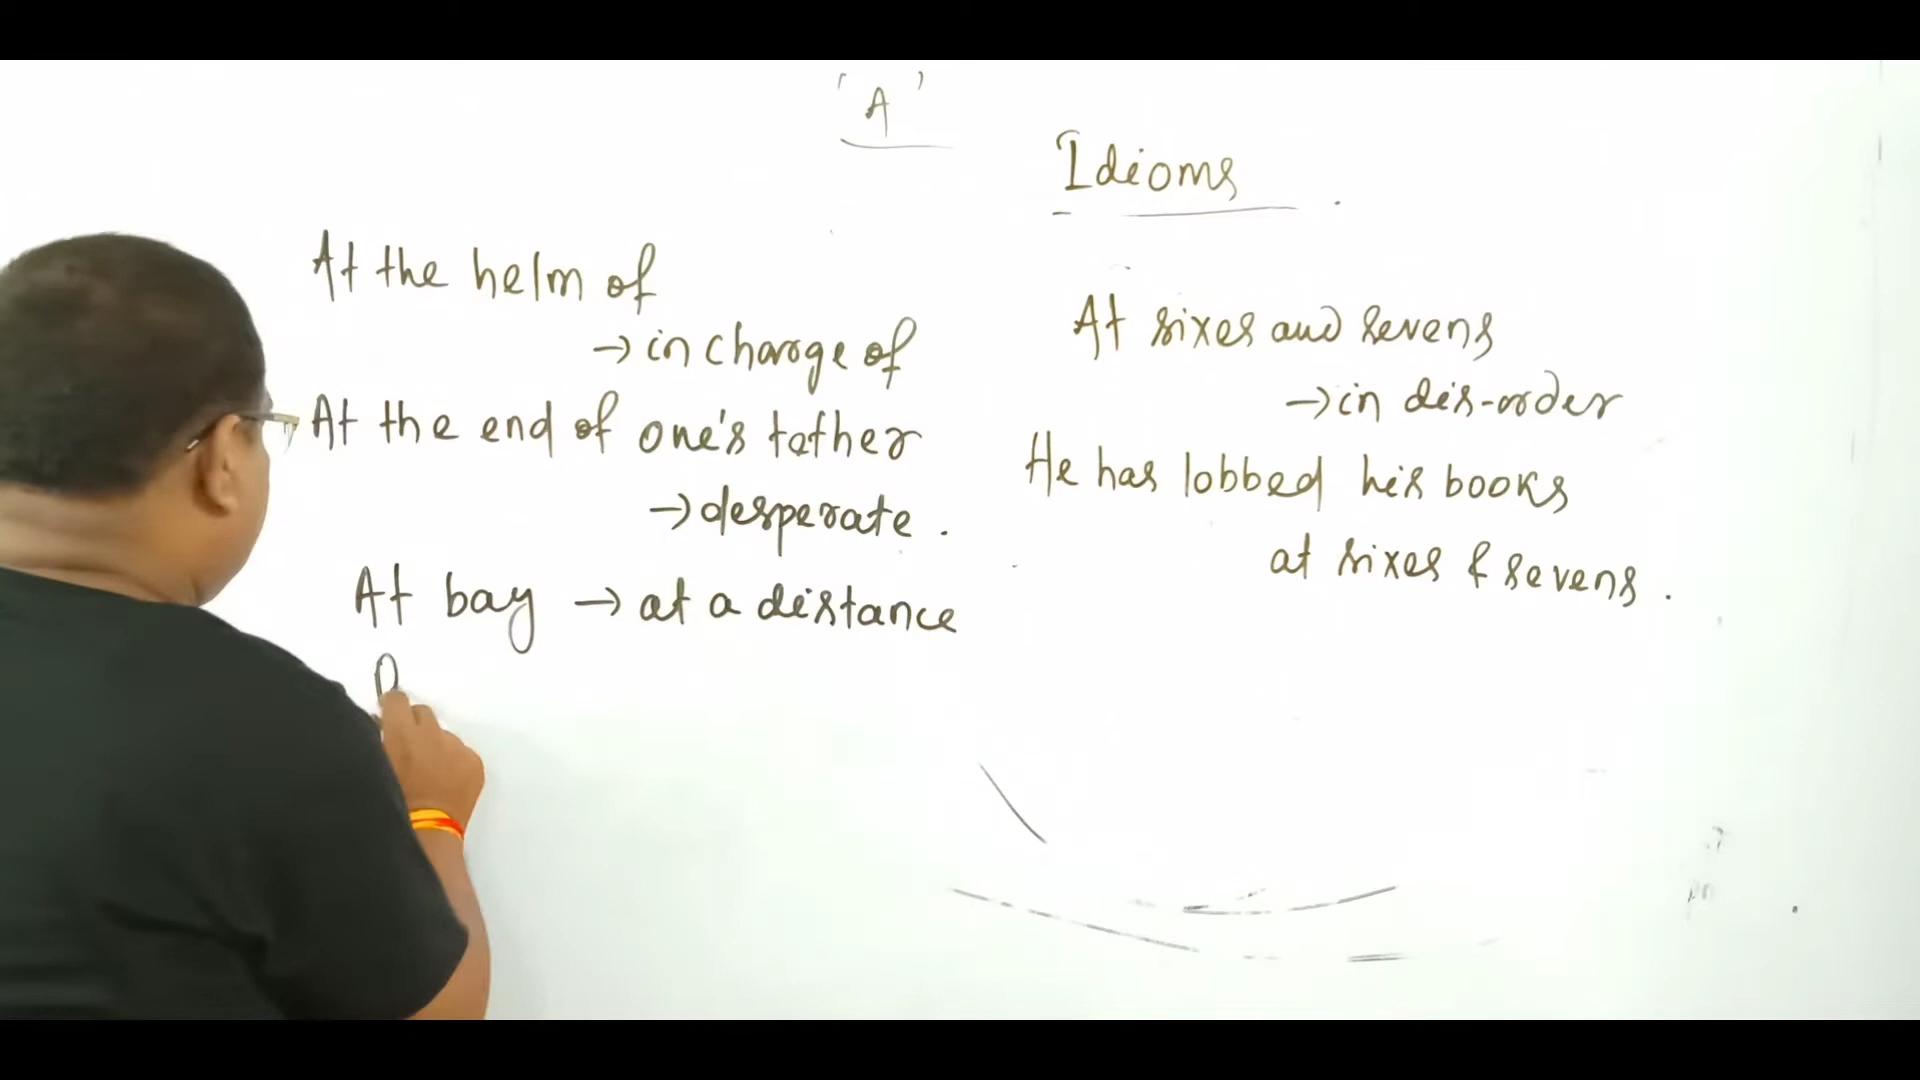 'A'
Idioms
At the helm of
→ in charge of
At the end of one's tether
→ desperate.
At bay → at a distance
At sixes and sevens
→ in dis-order
He has lobbed his books
at sixes & sevens.